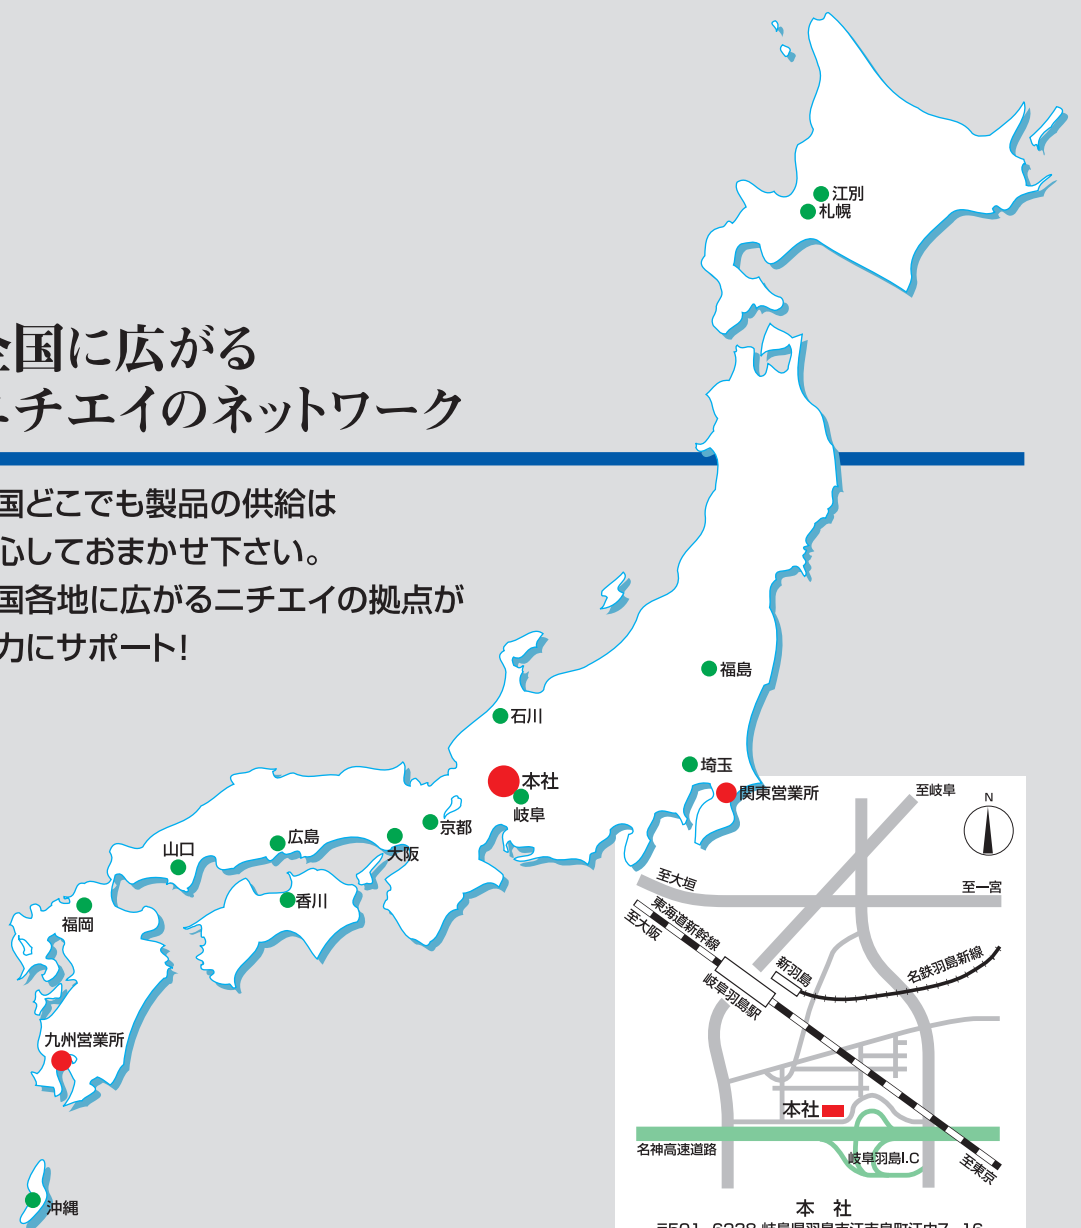 全国に広がる
ニチエイのネットワーク
国どこでも製品の供給は
心しておまかせ下さい。
国各地に広がるニチエイの拠点が
力にサポート!
江別
札幌
福島
石川
埼玉
本社
関東営業所
岐阜
京都
広島
大阪
山口
香川
福岡
九州営業所
沖縄
至岐阜
N
至大垣
至一宮
東海道新幹線
至大阪
新羽島
名鉄羽島新線
岐阜羽島駅
本社
名神高速道路
岐阜羽島I.C
至東京
本 社